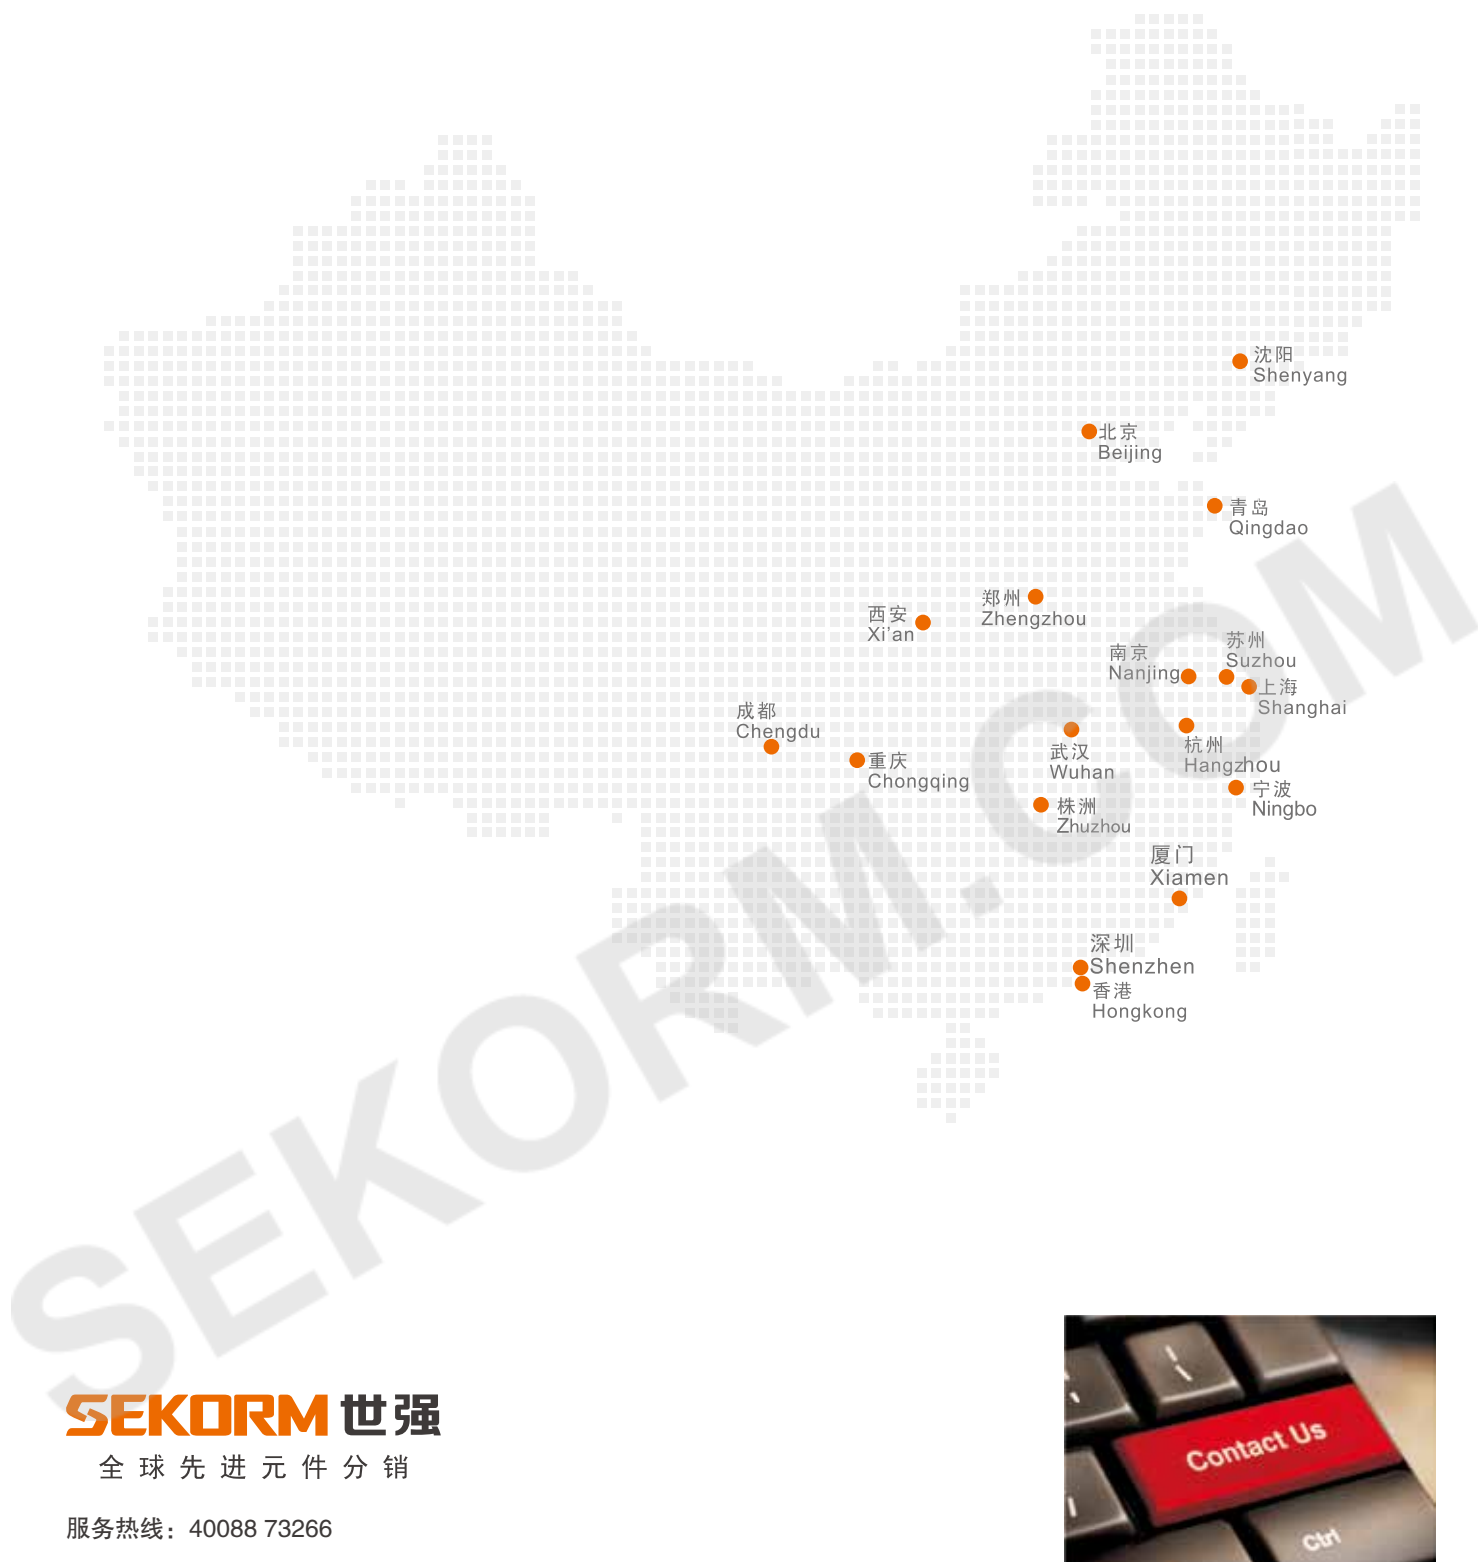 沈阳
Shenyang
北京
Beijing
青岛
Qingdao
郑州
Zhengzhou
西安
Xi'an
苏州
Suzhou
南京
Nanjing
上海
Shanghai
成都
Chengdu
武汉
Wuhan
杭州
Hangzhou
重庆
Chongqing
宁波
Ningbo
株洲
Zhuzhou
厦门
Xiamen
深圳
Shenzhen
香港
Hongkong
SEKORM.COM
SEKORM 世强
全球先进元件分销
服务热线：40088 73266
Contact Us
Ctrl